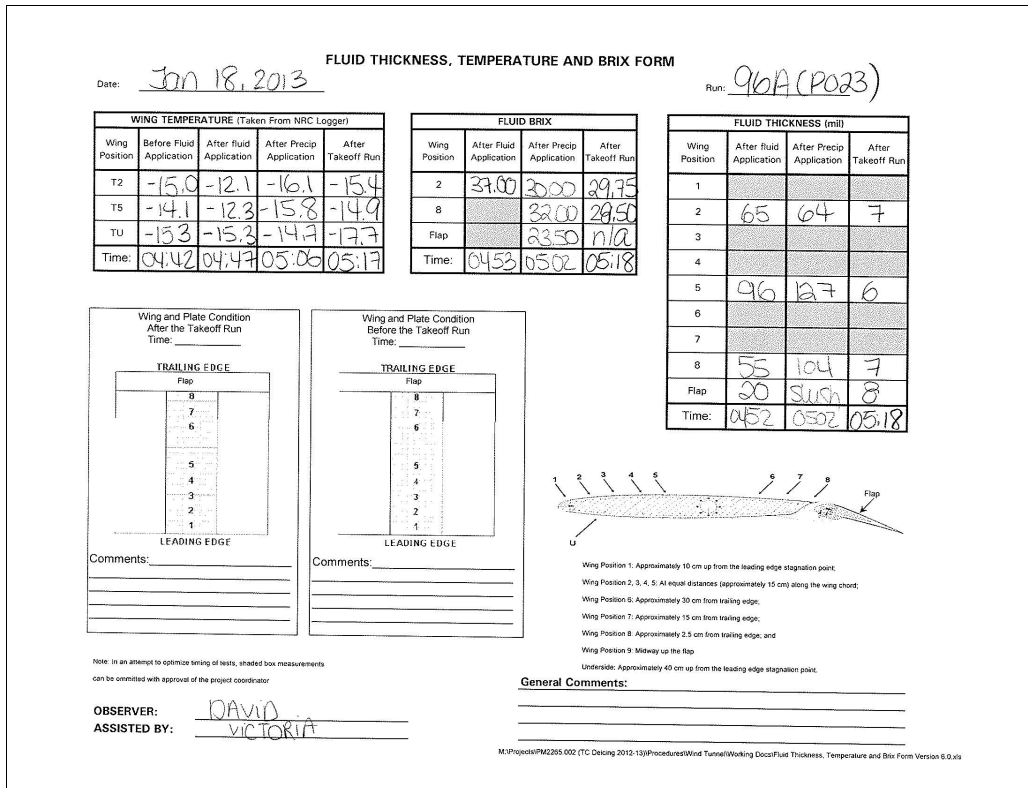 FLUID THICKNESS, TEMPERATURE AND BRIX FORM
Date: Jan 18, 2013
Run: 96A (P023)
WING TEMPERATURE (Taken From NRC Logger)
Wing Position Before Fluid Application After fluid Application After Precip Application After Takeoff Run
T2 -15.0 -12.1 -16.1 -15.4
T5 -14.1 -12.3 -15.8 -14.9
TU -15.3 -15.3 -14.7 -17.7
Time: 04:42 04:47 05:06 05:17
FLUID BRIX
Wing Position After Fluid Application After Precip Application After Takeoff Run
2 37.00 30.00 29.75
8 32.00 29.50
Flap 23.50 n/a
Time: 0453 0502 05:18
FLUID THICKNESS (mil)
Wing Position After fluid Application After Precip Application After Takeoff Run
1
2 65 64 7
3
4
5 96 127 6
6
7
8 55 104 7
Flap 20 Slush 8
Time: 0452 0502 05:18
Wing and Plate Condition
After the Takeoff Run
Time:
TRAILING EDGE
Flap
8
7
6
5
4
3
2
1
LEADING EDGE
Comments:
Wing and Plate Condition
Before the Takeoff Run
Time:
TRAILING EDGE
Flap
8
7
6
5
4
3
2
1
LEADING EDGE
Comments:
1 2 3 4 5 6 7 8 Flap
U
Wing Position 1: Approximately 10 cm up from the leading edge stagnation point;
Wing Position 2, 3, 4, 5: At equal distances (approximately 15 cm) along the wing chord;
Wing Position 6: Approximately 30 cm from trailing edge;
Wing Position 7: Approximately 15 cm from trailing edge;
Wing Position 8: Approximately 2.5 cm from trailing edge; and
Wing Position 9: Midway up the flap
Underside: Approximately 40 cm up from the leading edge stagnation point.
Note: In an attempt to optimize timing of tests, shaded box measurements
can be ommitted with approval of the project coordinator
General Comments:
OBSERVER: DAVID
ASSISTED BY: VICTORIA
M:\Projects\PM2265.002 (TC Deicing 2012-13)\Procedures\Wind Tunnel\Working Docs\Fluid Thickness, Temperature and Brix Form Version 6.0.xls